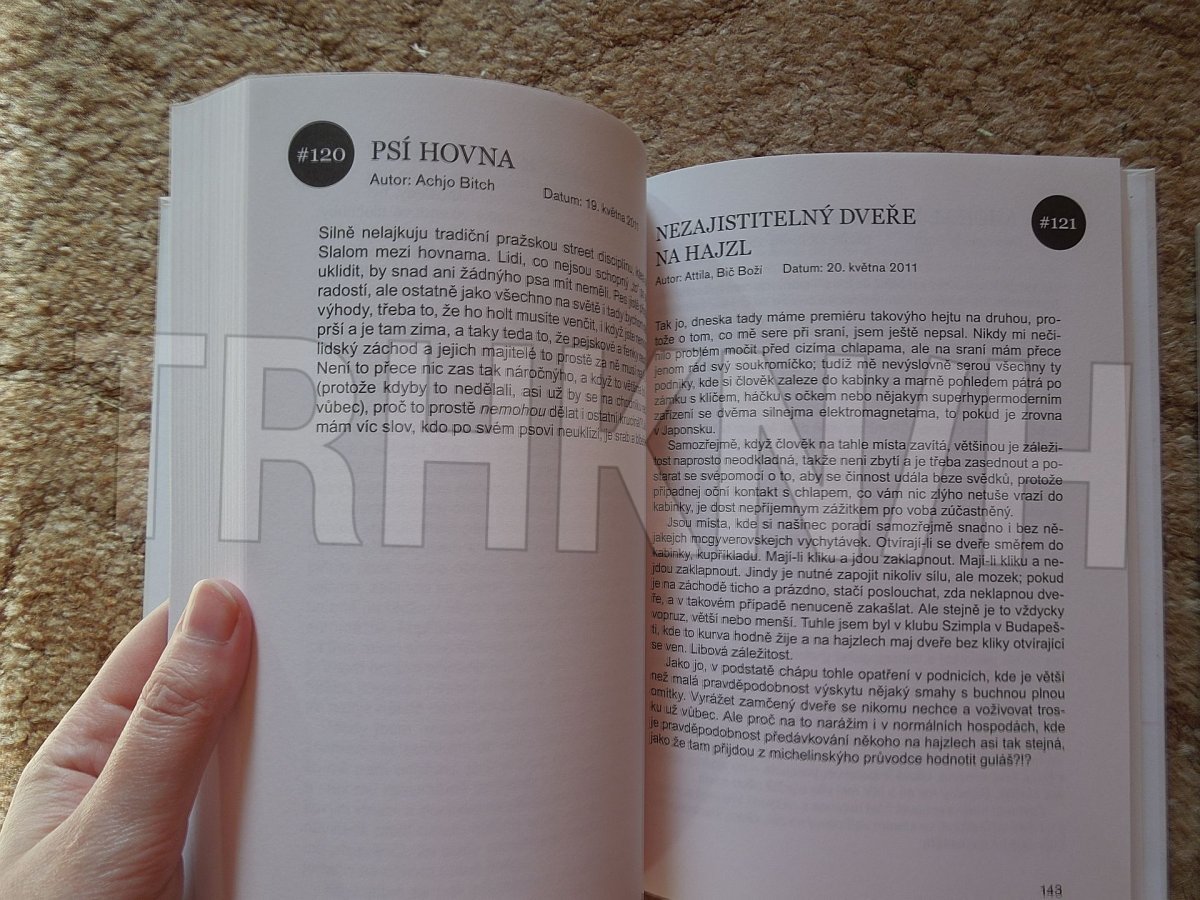 #120
PSÍ HOVNA
Autor: Achjo Bitch
Datum: 19. května 2011
Silně nelajkuju tradiční pražskou street disciplínu,
Slalom mezi hovnama. Lidi, co nejsou schopný
uklidit, by snad ani žádnýho psa mít neměli. Pes
radostí, ale ostatně jako všechno na světě i tady
výhody, třeba to, že ho holt musíte venčit, i když
prší a je tam zima, a taky teda to, že pejskové a fenky
lidský záchod a jejich majitelé to prostě za ně musí
Není to přece nic zas tak náročnýho, a když to
(protože kdyby to nedělali, asi už by se na chodníku
vůbec), proč to prostě nemohou dělat i ostatní
mám víc slov, kdo po svém psovi neuklízí, je srab a
NEZAJISTITELNÝ DVEŘE
NA HAJZL
#121
Autor: Attila, Bič Boží Datum: 20. května 2011
Tak jo, dneska tady máme premiéru takovýho hejtu na druhou, pro-
tože o tom, co mě sere při sraní, jsem ještě nepsal. Nikdy mi neči-
nilo problém močit před cizíma chlapama, ale na sraní mám přece
jenom rád svý soukromíčko, tudíž mě nevýslovně serou všechny ty
podniky, kde si člověk zaleze do kabinky a marně pohledem pátrá po
zámku s klíčem, háčku s očkem nebo nějakým superhypermoderním
zařízení se dvěma silnejma elektromagnetama, to pokud je zrovna
v Japonsku.
Samozřejmě, když člověk na tahle místa zavítá, většinou je záleži-
tost naprosto neodkladná, takže není zbytí a je třeba zasednout a po-
starat se svépomocí o to, aby se činnost udála beze svědků, protože
případnej oční kontakt s chlapem, co vám nic zlýho netuše vrazí do
kabinky, je dost nepříjemným zážitkem pro voba zúčastněný.
Jsou místa, kde si našinec poradí samozřejmě snadno i bez ně-
jakejch mcgyverovskejch vychytávek. Otvírají-li se dveře směrem do
kabinky, kupříkladu. Mají-li kliku a jdou zaklapnout. Mají-li kliku a ne-
jdou zaklapnout. Jindy je nutné zapojit nikoliv sílu, ale mozek; pokud
je na záchodě ticho a prázdno, stačí poslouchat, zda neklapnou dve-
ře, a v takovém případě nenuceně zakašlat. Ale stejně je to vždycky
vopruz, větší nebo menší. Tuhle jsem byl v klubu Szimpla v Budapeš-
ti, kde to kurva hodně žije a na hajzlech maj dveře bez kliky otvírající
se ven. Libová záležitost.
Jako jo, v podstatě chápu tohle opatření v podnicích, kde je větší
než malá pravděpodobnost výskytu nějaký smahy s buchnou plnou
omítky. Vyrážet zamčený dveře se nikomu nechce a voživovat tros-
ku už vůbec. Ale proč na to narážim i v normálních hospodách, kde
je pravděpodobnost předávkování někoho na hajzlech asi tak stejná,
jako že tam přijdou z michelinskýho průvodce hodnotit guláš?!?
143
TRHKNIH